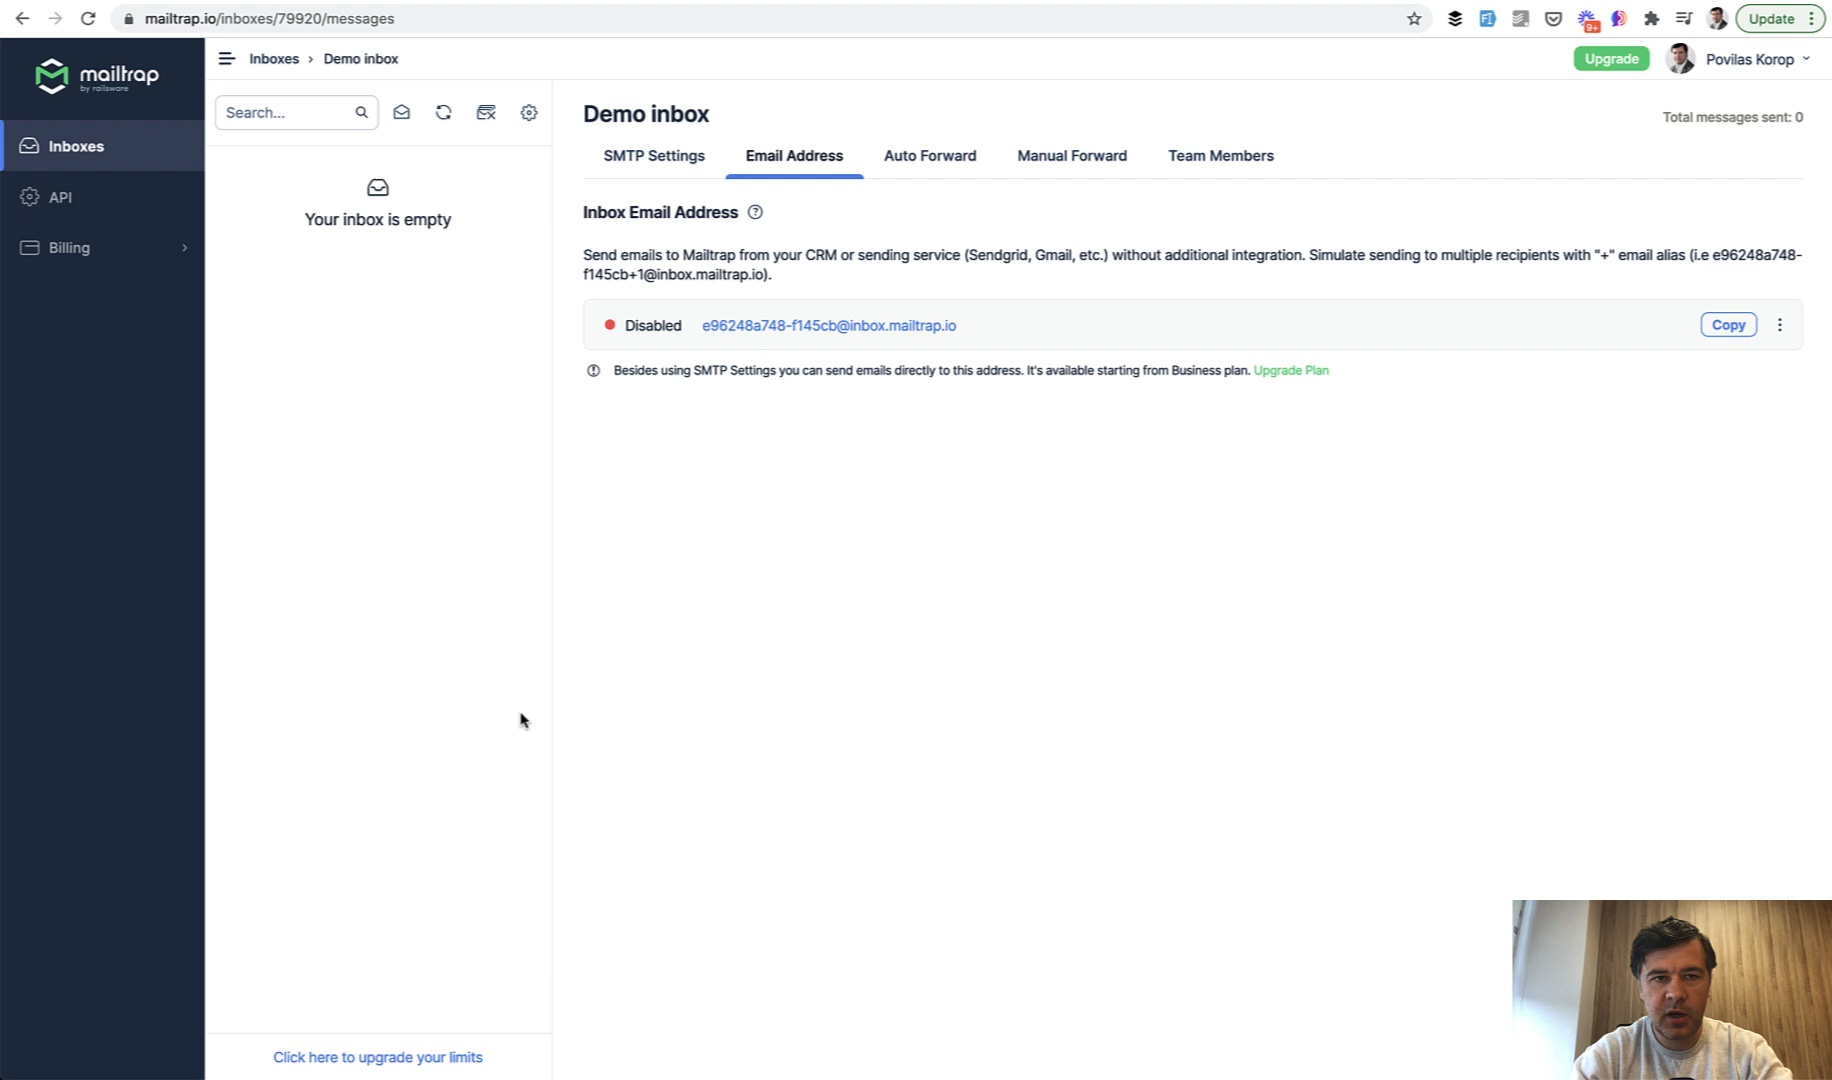 mailtrap.io/inboxes/79920/messages
9+
Update
mailtrap
by railsware
Inboxes › Demo inbox
Upgrade
Povilas Korop
Inboxes
API
Billing
Search...
Your inbox is empty
Click here to upgrade your limits
Demo inbox
Total messages sent: 0
SMTP Settings
Email Address
Auto Forward
Manual Forward
Team Members
Inbox Email Address
Send emails to Mailtrap from your CRM or sending service (Sendgrid, Gmail, etc.) without additional integration. Simulate sending to multiple recipients with "+" email alias (i.e e96248a748-
f145cb+1@inbox.mailtrap.io).
Disabled
e96248a748-f145cb@inbox.mailtrap.io
Copy
Besides using SMTP Settings you can send emails directly to this address. It's available starting from Business plan. Upgrade Plan